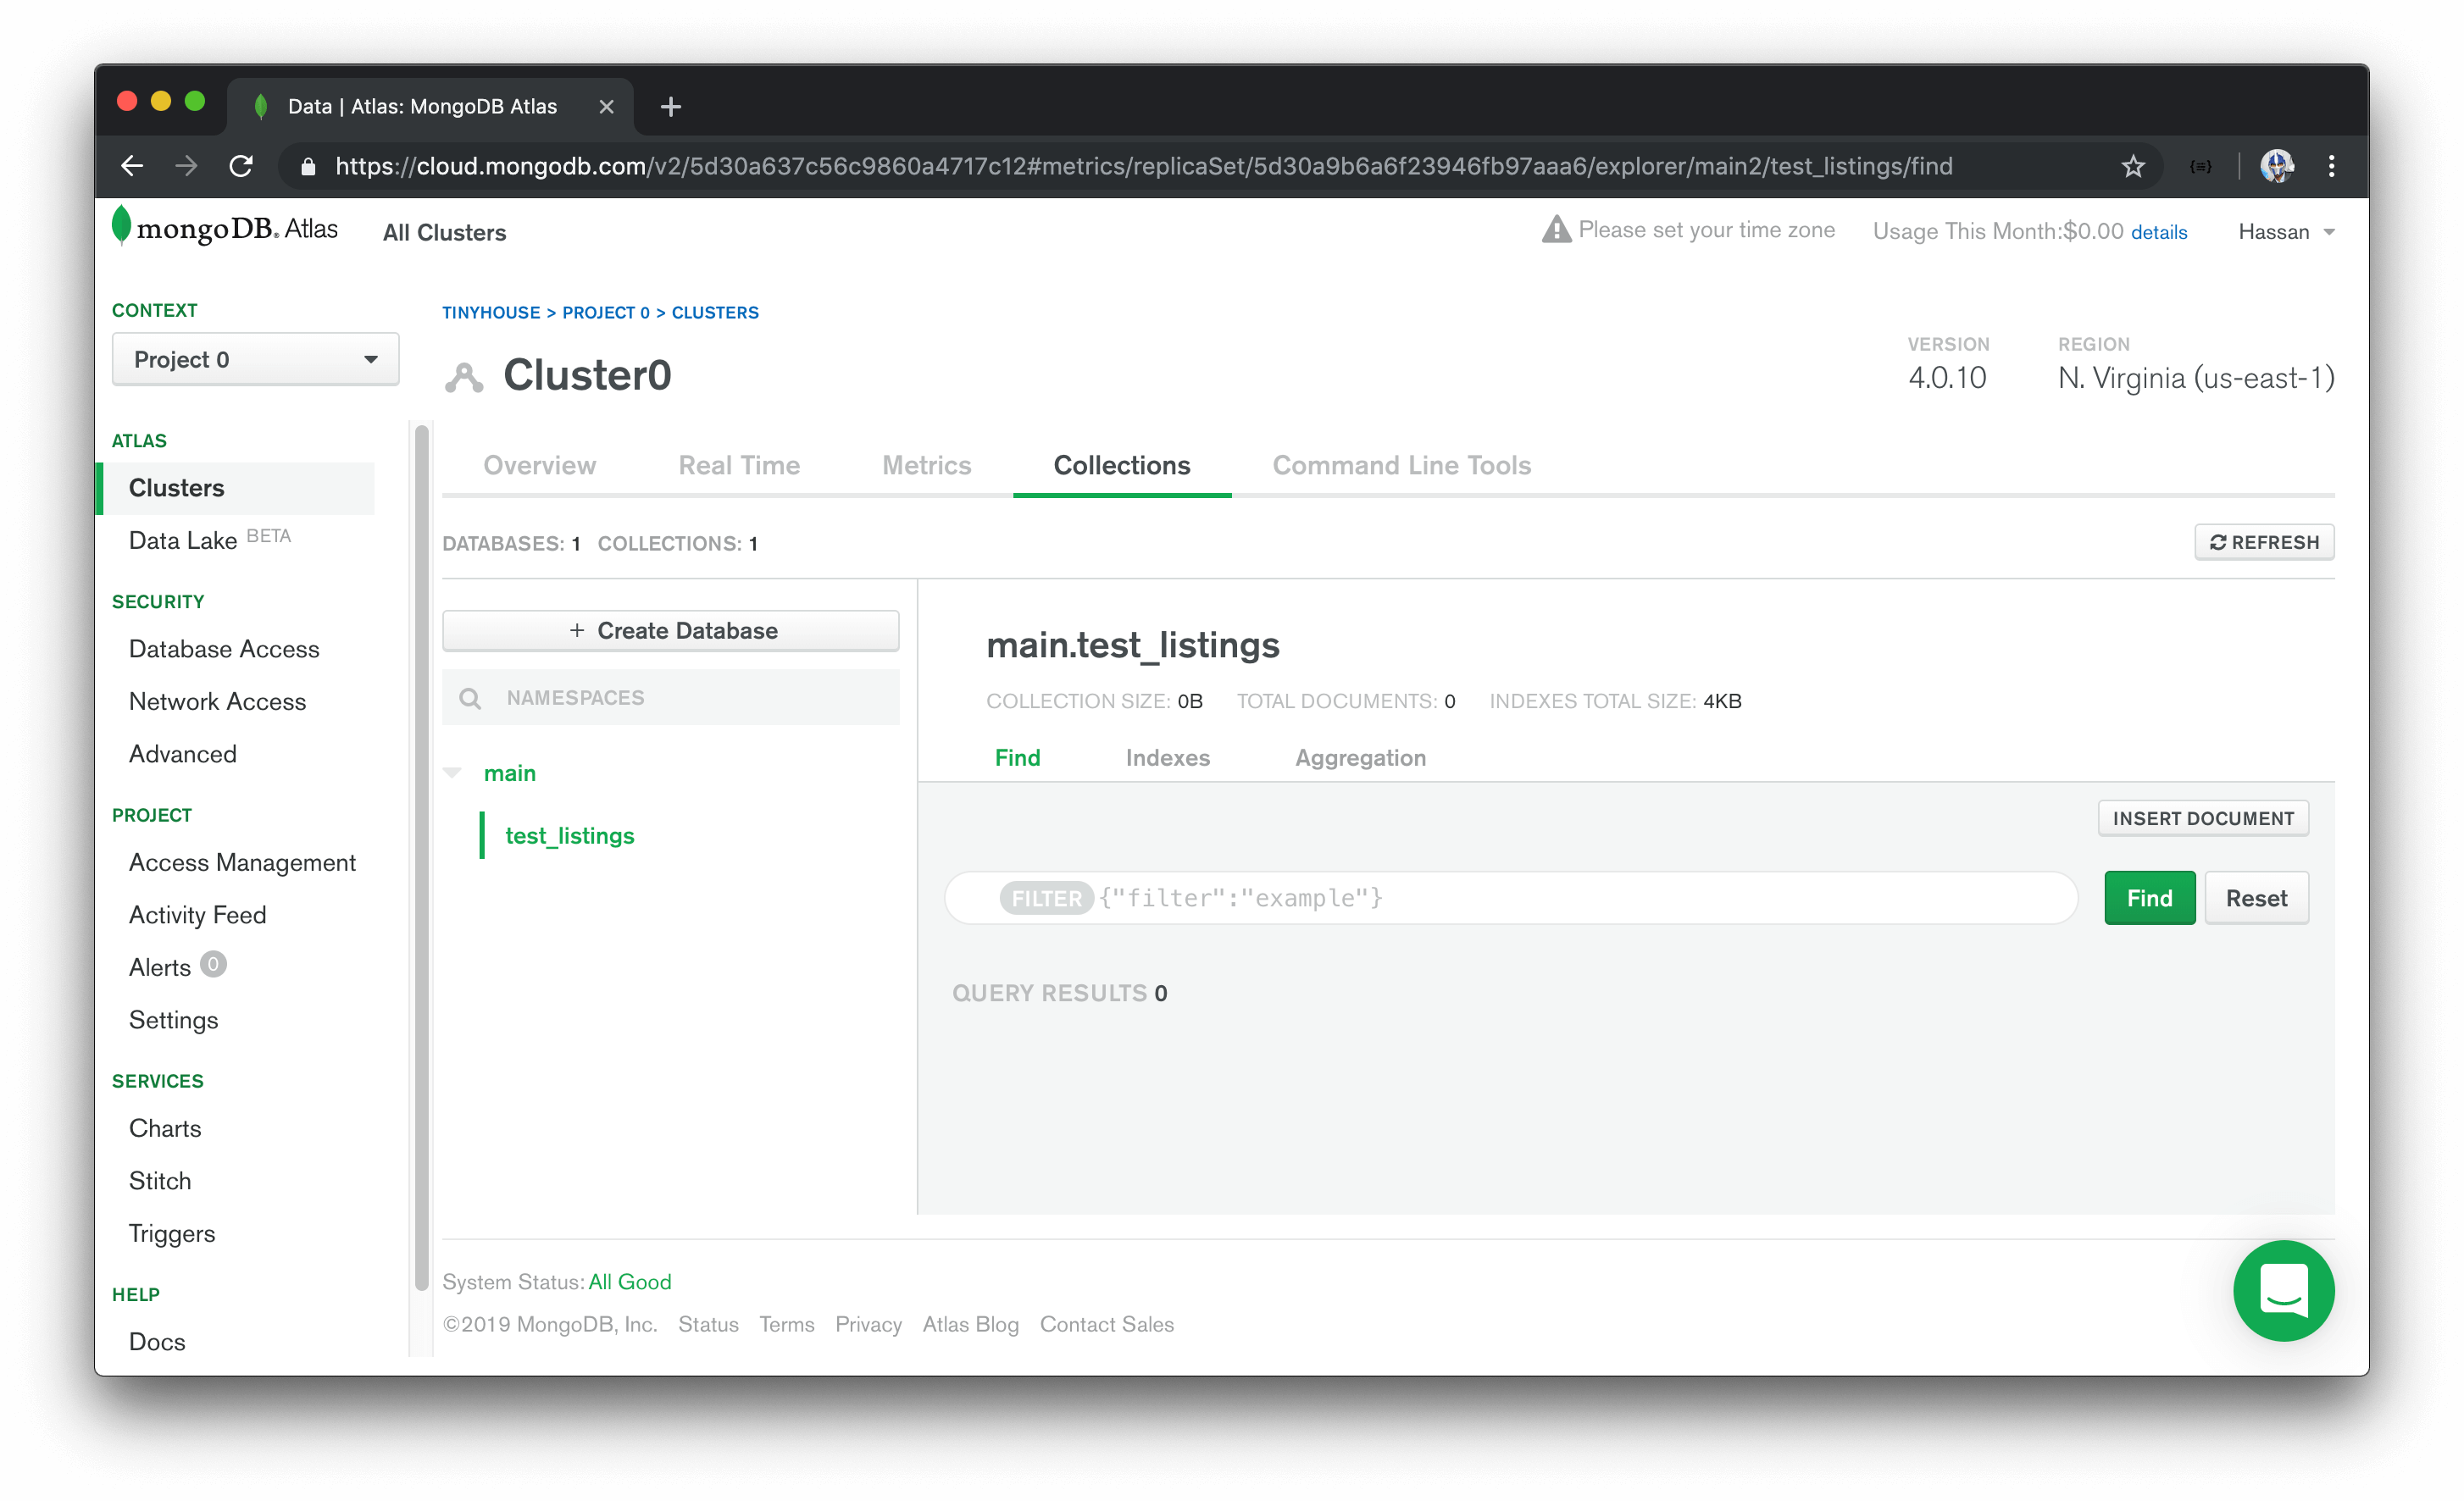 Data | Atlas: MongoDB Atlas
https://cloud.mongodb.com/v2/5d30a637c56c9860a4717c12#metrics/replicaSet/5d30a9b6a6f23946fb97aaa6/explorer/main2/test_listings/find
mongoDB. Atlas
All Clusters
Please set your time zone
Usage This Month:$0.00 details
Hassan
CONTEXT
Project 0
ATLAS
Clusters
Data Lake BETA
SECURITY
Database Access
Network Access
Advanced
PROJECT
Access Management
Activity Feed
Alerts 0
Settings
SERVICES
Charts
Stitch
Triggers
HELP
Docs
TINYHOUSE > PROJECT 0 > CLUSTERS
Cluster0
VERSION
4.0.10
REGION
N. Virginia (us-east-1)
Overview
Real Time
Metrics
Collections
Command Line Tools
DATABASES: 1 COLLECTIONS: 1
REFRESH
+ Create Database
NAMESPACES
main
test_listings
main.test_listings
COLLECTION SIZE: 0B TOTAL DOCUMENTS: 0 INDEXES TOTAL SIZE: 4KB
Find
Indexes
Aggregation
INSERT DOCUMENT
FILTER {"filter":"example"}
Find
Reset
QUERY RESULTS 0
System Status: All Good
©2019 MongoDB, Inc. Status Terms Privacy Atlas Blog Contact Sales